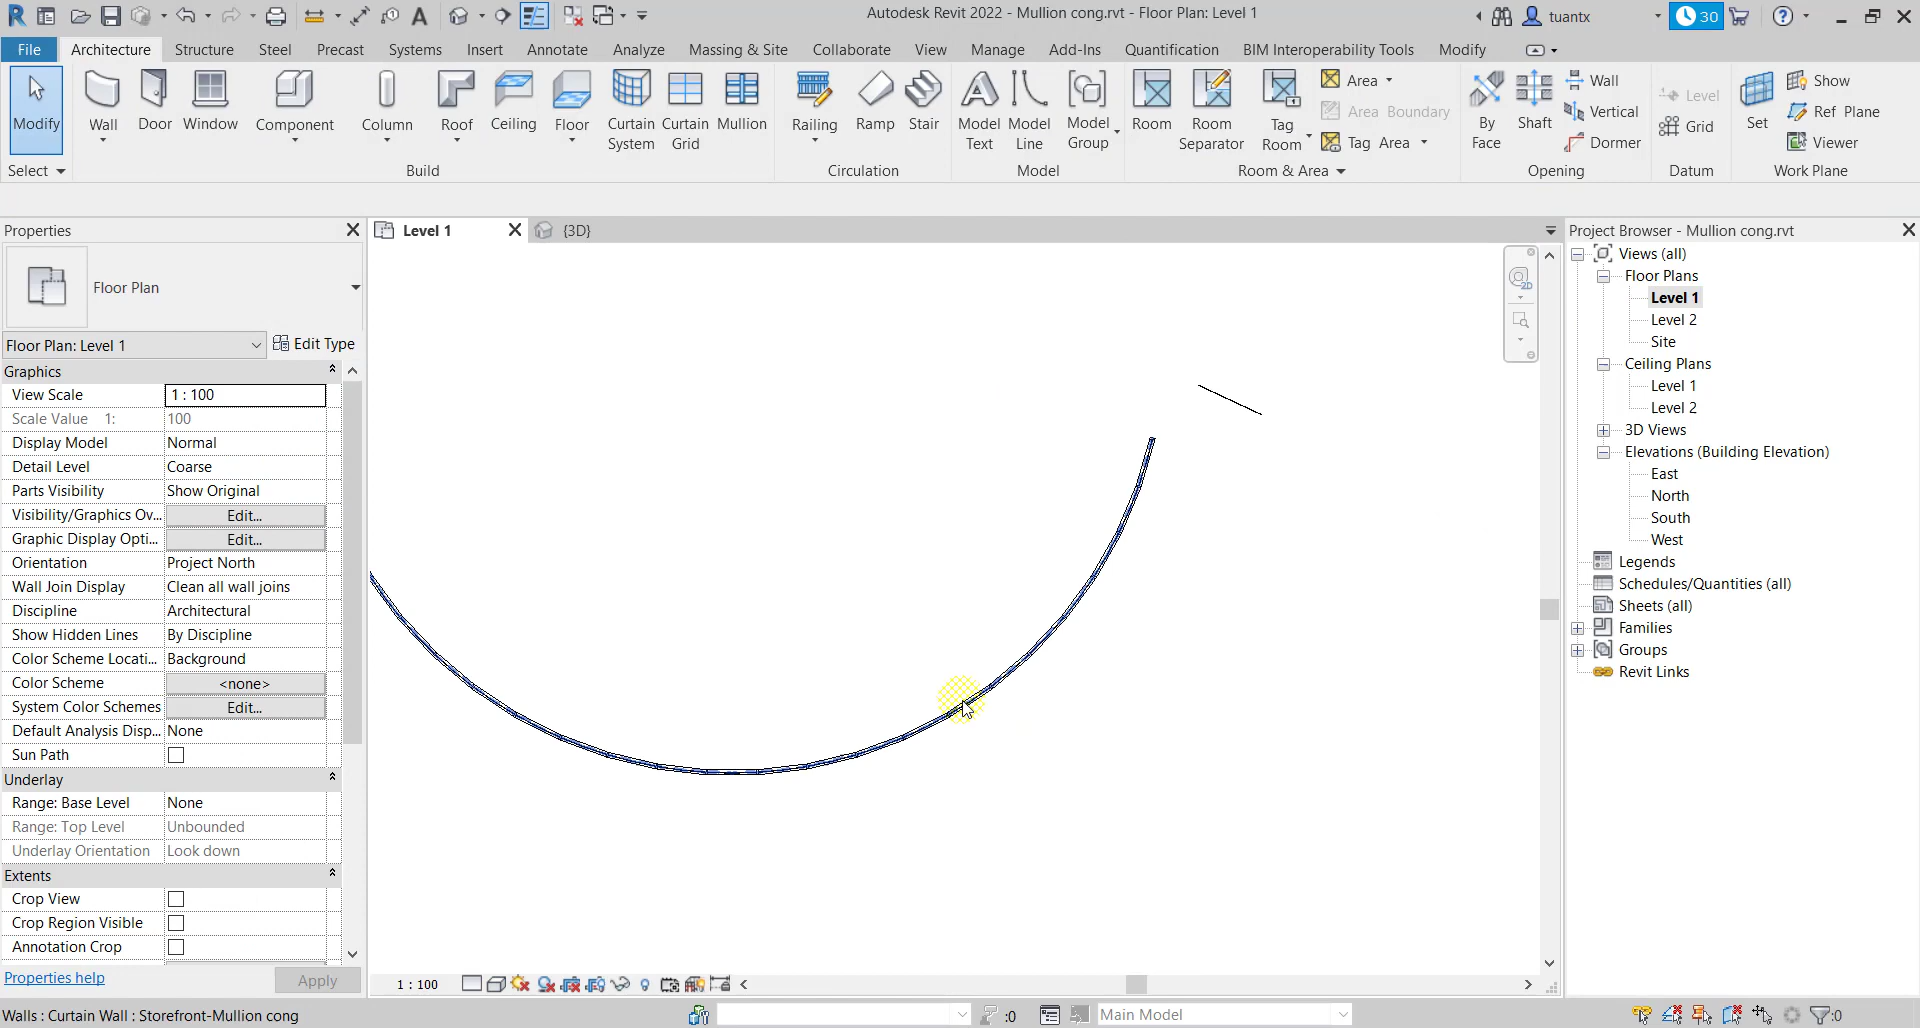 Autodesk Revit 2022 - Mullion cong.rvt - Floor Plan: Level 1
tuantx
30
File
Architecture
Structure
Steel
Precast
Systems
Insert
Annotate
Analyze
Massing & Site
Collaborate
View
Manage
Add-Ins
Quantification
BIM Interoperability Tools
Modify
Modify
Wall
Door
Window
Component
Column
Roof
Ceiling
Floor
Curtain
System
Curtain
Grid
Mullion
Railing
Ramp
Stair
Model
Text
Model
Line
Model
Group
Room
Room
Separator
Tag
Room
Area
Area Boundary
Tag Area
By
Face
Shaft
Wall
Vertical
Dormer
Level
Grid
Set
Show
Ref Plane
Viewer
Select
Build
Circulation
Model
Room & Area
Opening
Datum
Work Plane
Properties
Floor Plan
Floor Plan: Level 1
Edit Type
Graphics
View Scale 1 : 100
Scale Value 1: 100
Display Model Normal
Detail Level Coarse
Parts Visibility Show Original
Visibility/Graphics Ov... Edit...
Graphic Display Opti... Edit...
Orientation Project North
Wall Join Display Clean all wall joins
Discipline Architectural
Show Hidden Lines By Discipline
Color Scheme Locati... Background
Color Scheme <none>
System Color Schemes Edit...
Default Analysis Disp... None
Sun Path
Underlay
Range: Base Level None
Range: Top Level Unbounded
Underlay Orientation Look down
Extents
Crop View
Crop Region Visible
Annotation Crop
Properties help
Apply
Level 1
{3D}
2D
1 : 100
Project Browser - Mullion cong.rvt
Views (all)
Floor Plans
Level 1
Level 2
Site
Ceiling Plans
Level 1
Level 2
3D Views
Elevations (Building Elevation)
East
North
South
West
Legends
Schedules/Quantities (all)
Sheets (all)
Families
Groups
Revit Links
Walls : Curtain Wall : Storefront-Mullion cong
:0
Main Model
:0